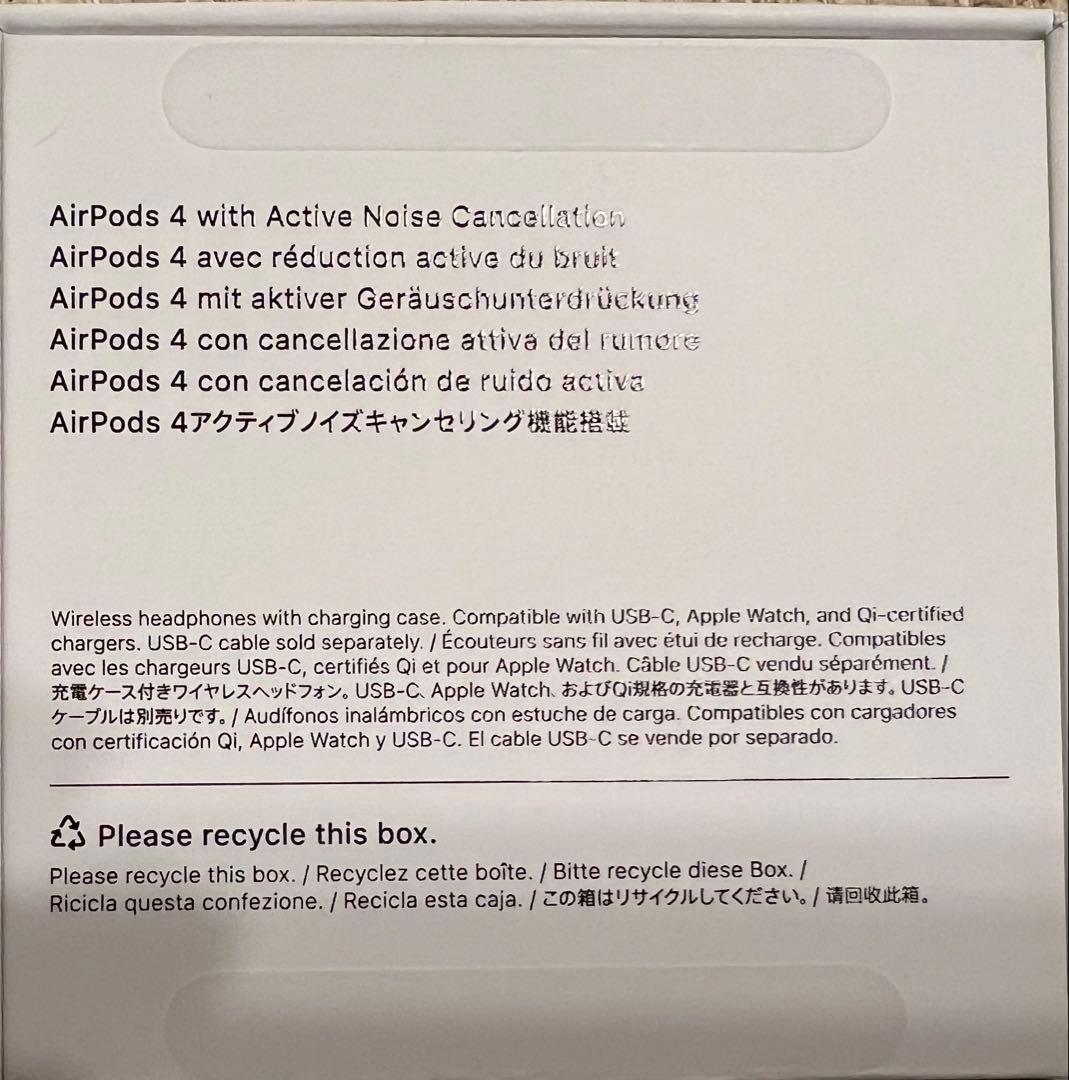 AirPods 4 with Active Noise Cancellation
AirPods 4 avec réduction active du bruit
AirPods 4 mit aktiver Geräuschunterdrückung
AirPods 4 con cancellazione attiva del rumore
AirPods 4 con cancelación de ruido activa
AirPods 4アクティブノイズキャンセリング機能搭載
Wireless headphones with charging case. Compatible with USB-C, Apple Watch, and Qi-certified
chargers. USB-C cable sold separately. / Écouteurs sans fil avec étui de recharge. Compatibles
avec les chargeurs USB-C, certifiés Qi et pour Apple Watch. Câble USB-C vendu séparément. /
充電ケース付きワイヤレスヘッドフォン。USB-C、Apple Watch、およびQi規格の充電器と互換性があります。USB-C
ケーブルは別売りです。/ Audífonos inalámbricos con estuche de carga. Compatibles con cargadores
con certificación Qi, Apple Watch y USB-C. El cable USB-C se vende por separado.
Please recycle this box.
Please recycle this box. / Recyclez cette boîte. / Bitte recycle diese Box. /
Ricicla questa confezione. / Recicla esta caja. / この箱はリサイクルしてください。/ 请回收此箱。